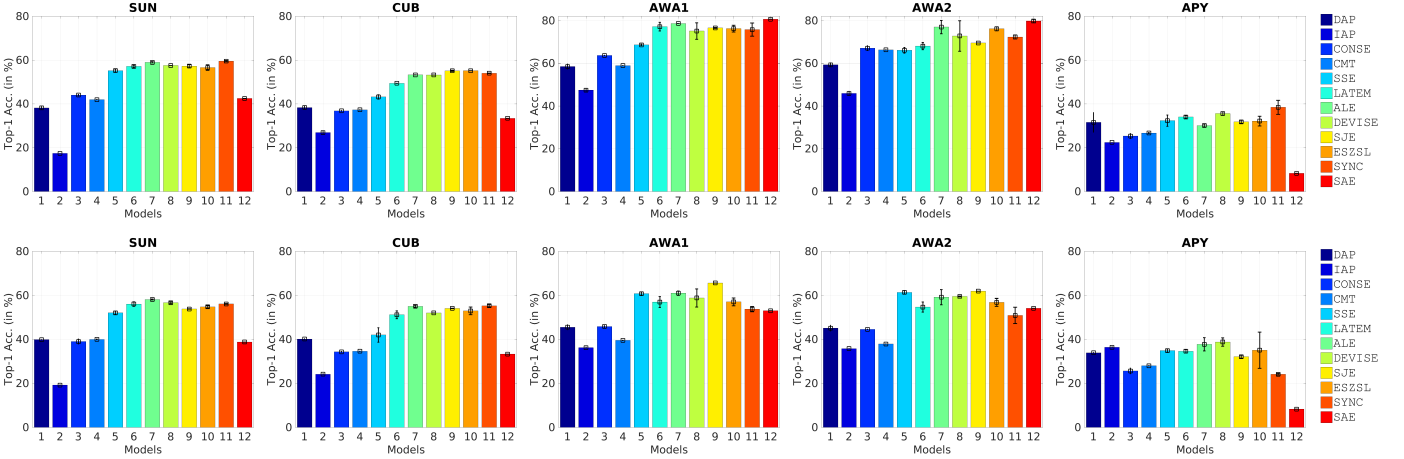 SUN
CUB
AWA1
AWA2
APY
80
60
40
20
0
Top-1 Acc. (in %)
1 2 3 4 5 6 7 8 9 10 11 12
Models
80
60
40
20
0
Top-1 Acc. (in %)
1 2 3 4 5 6 7 8 9 10 11 12
Models
80
60
40
20
0
Top-1 Acc. (in %)
1 2 3 4 5 6 7 8 9 10 11 12
Models
80
60
40
20
0
Top-1 Acc. (in %)
1 2 3 4 5 6 7 8 9 10 11 12
Models
80
60
40
20
0
Top-1 Acc. (in %)
1 2 3 4 5 6 7 8 9 10 11 12
Models
DAP
IAP
CONSE
CMT
SSE
LATEM
ALE
DEVISE
SJE
ESZSL
SYNC
SAE
SUN
CUB
AWA1
AWA2
APY
80
60
40
20
0
Top-1 Acc. (in %)
1 2 3 4 5 6 7 8 9 10 11 12
Models
80
60
40
20
0
Top-1 Acc. (in %)
1 2 3 4 5 6 7 8 9 10 11 12
Models
80
60
40
20
0
Top-1 Acc. (in %)
1 2 3 4 5 6 7 8 9 10 11 12
Models
80
60
40
20
0
Top-1 Acc. (in %)
1 2 3 4 5 6 7 8 9 10 11 12
Models
80
60
40
20
0
Top-1 Acc. (in %)
1 2 3 4 5 6 7 8 9 10 11 12
Models
DAP
IAP
CONSE
CMT
SSE
LATEM
ALE
DEVISE
SJE
ESZSL
SYNC
SAE